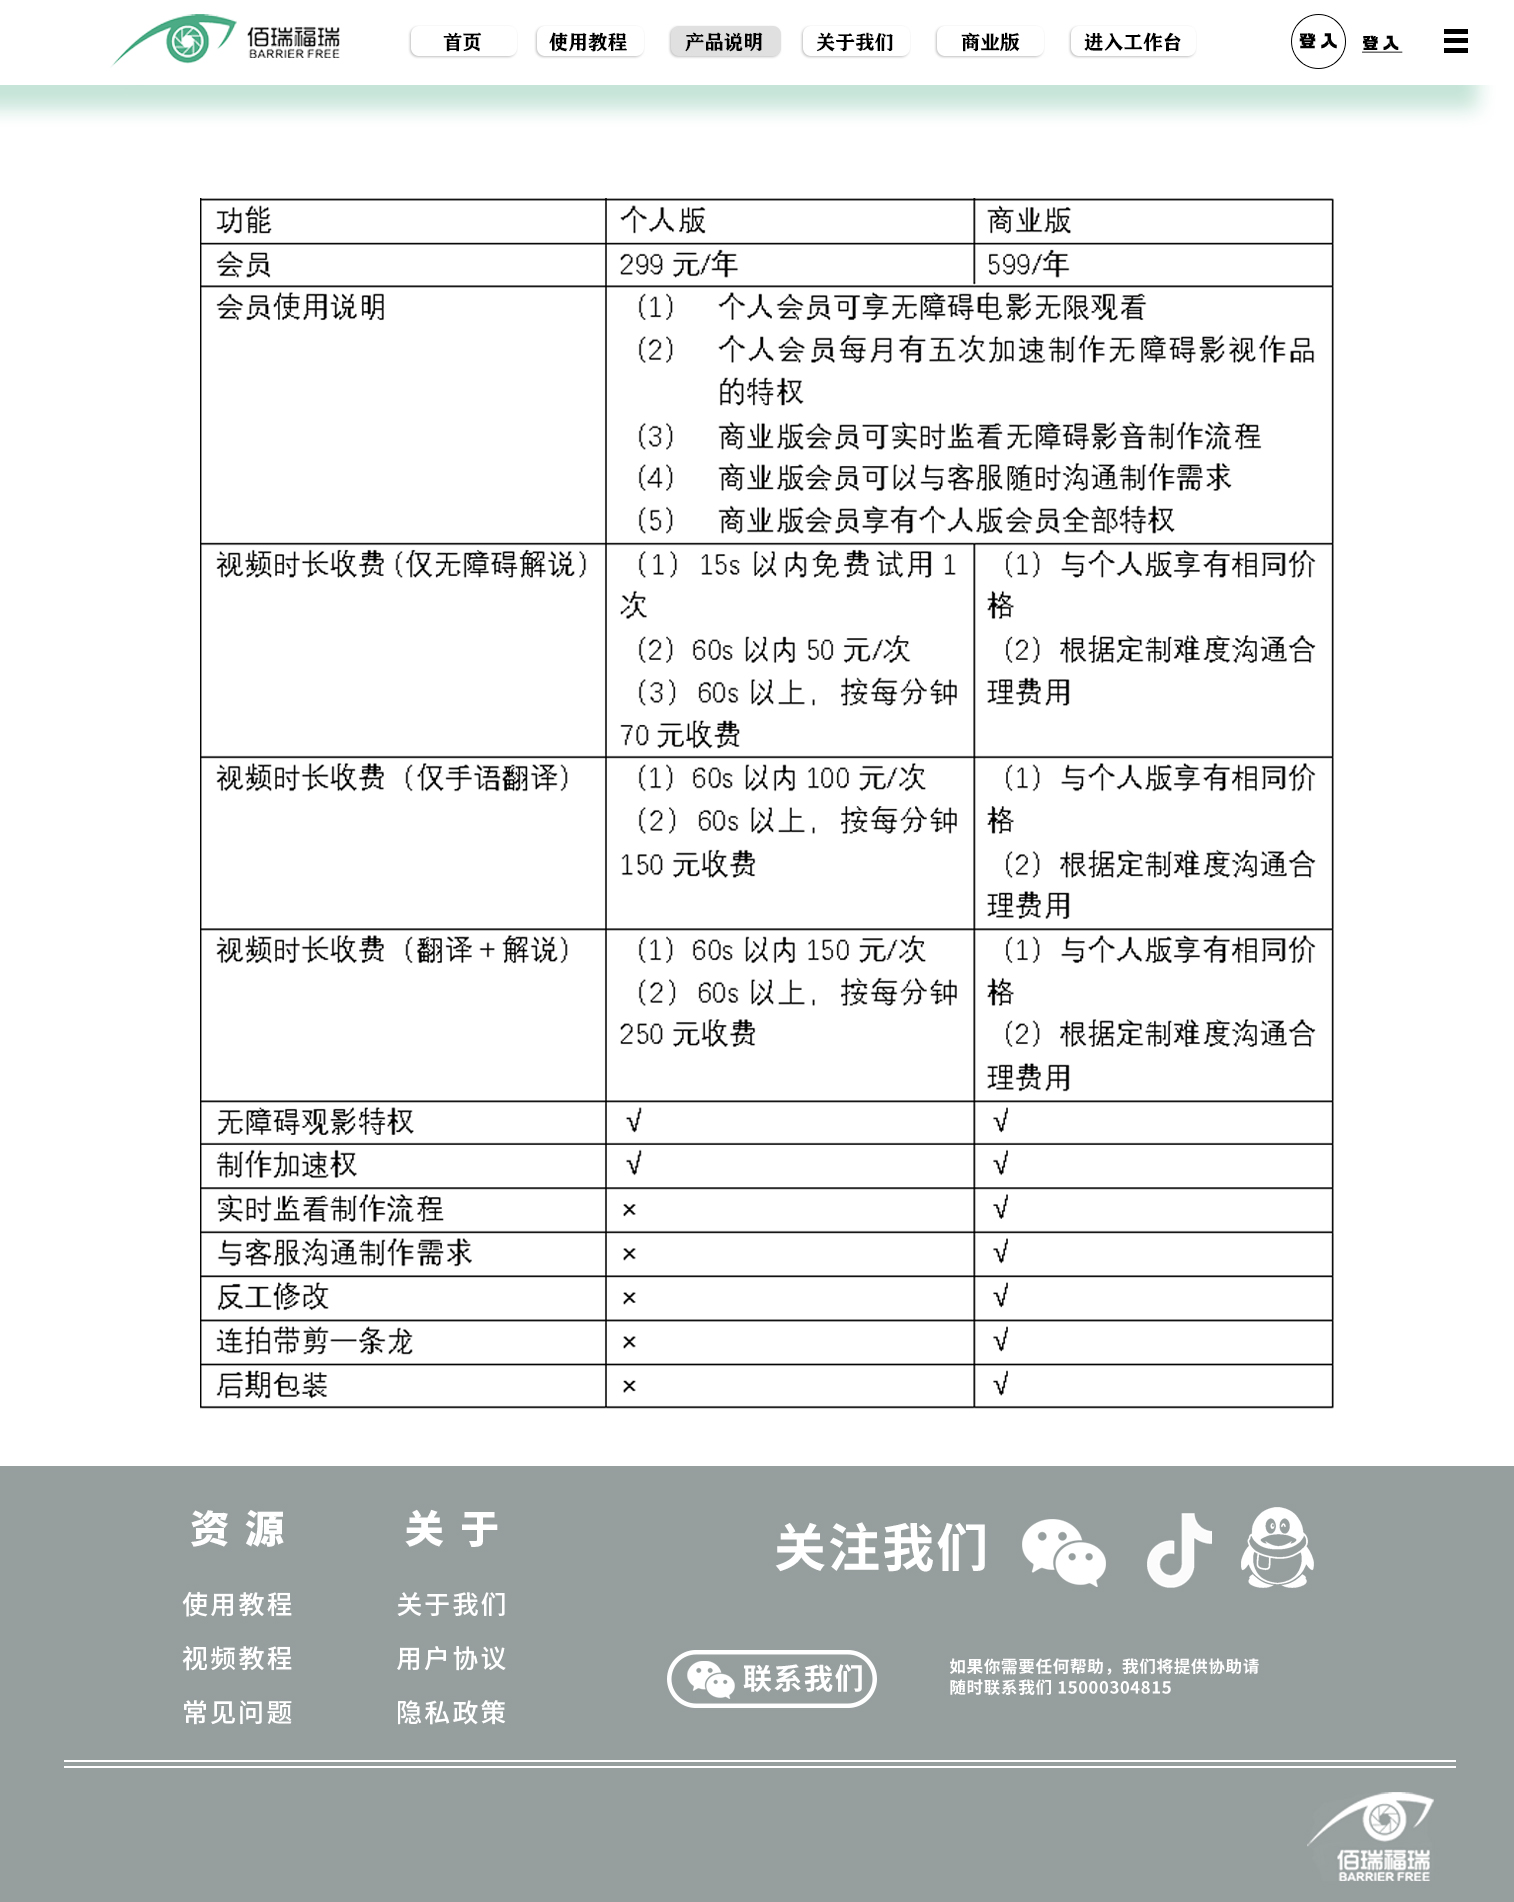 佰瑞福瑞
BARRIER FREE
首页
使用教程
产品说明
关于我们
商业版
进入工作台
登入
登入
功能
个人版
商业版
会员
299 元/年
599/年
会员使用说明
（1） 个人会员可享无障碍电影无限观看
（2） 个人会员每月有五次加速制作无障碍影视作品
的特权
（3） 商业版会员可实时监看无障碍影音制作流程
（4） 商业版会员可以与客服随时沟通制作需求
（5） 商业版会员享有个人版会员全部特权
视频时长收费（仅无障碍解说）
（1）15s 以内免费试用 1
次
（2）60s 以内 50 元/次
（3）60s 以上，按每分钟
70 元收费
（1）与个人版享有相同价
格
（2）根据定制难度沟通合
理费用
视频时长收费（仅手语翻译）
（1）60s 以内 100 元/次
（2）60s 以上，按每分钟
150 元收费
（1）与个人版享有相同价
格
（2）根据定制难度沟通合
理费用
视频时长收费（翻译＋解说）
（1）60s 以内 150 元/次
（2）60s 以上，按每分钟
250 元收费
（1）与个人版享有相同价
格
（2）根据定制难度沟通合
理费用
无障碍观影特权
√
√
制作加速权
√
√
实时监看制作流程
×
√
与客服沟通制作需求
×
√
反工修改
×
√
连拍带剪一条龙
×
√
后期包装
×
√
资源
关于
关注我们
使用教程
关于我们
视频教程
用户协议
常见问题
隐私政策
联系我们
如果你需要任何帮助，我们将提供协助请
随时联系我们 15000304815
佰瑞福瑞
BARRIER FREE